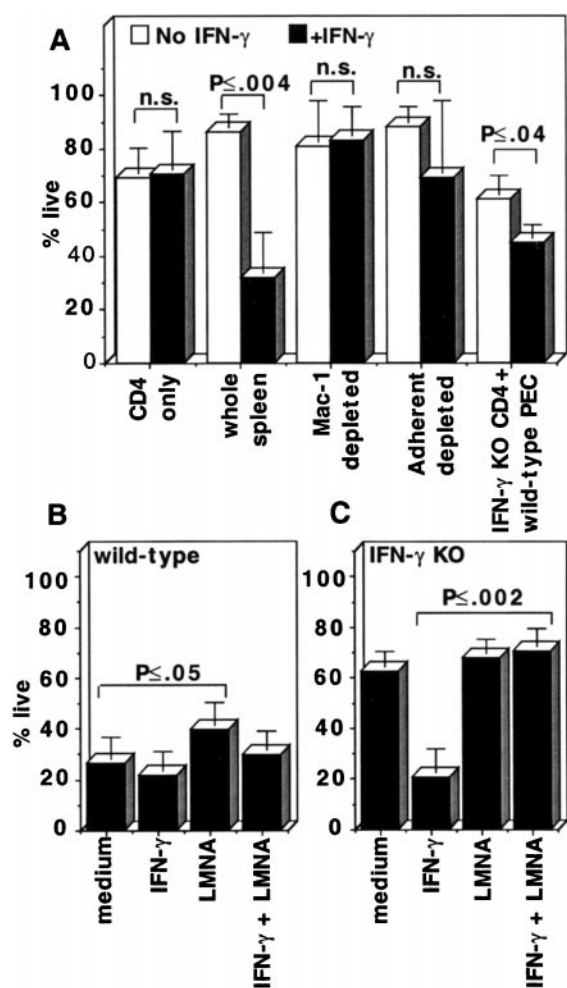 A
No IFN-γ +IFN-γ
n.s. P≤.004 n.s. n.s. P≤.04
% live
100
80
60
40
20
0
CD4 only
whole spleen
Mac-1 depleted
Adherent depleted
IFN-γ KO CD4 + wild-type PEC
B
wild-type
P≤.05
% live
100
80
60
40
20
0
medium
IFN-γ
LMNA
IFN-γ + LMNA
C
IFN-γ KO
P≤.002
100
80
60
40
20
0
medium
IFN-γ
LMNA
IFN-γ + LMNA